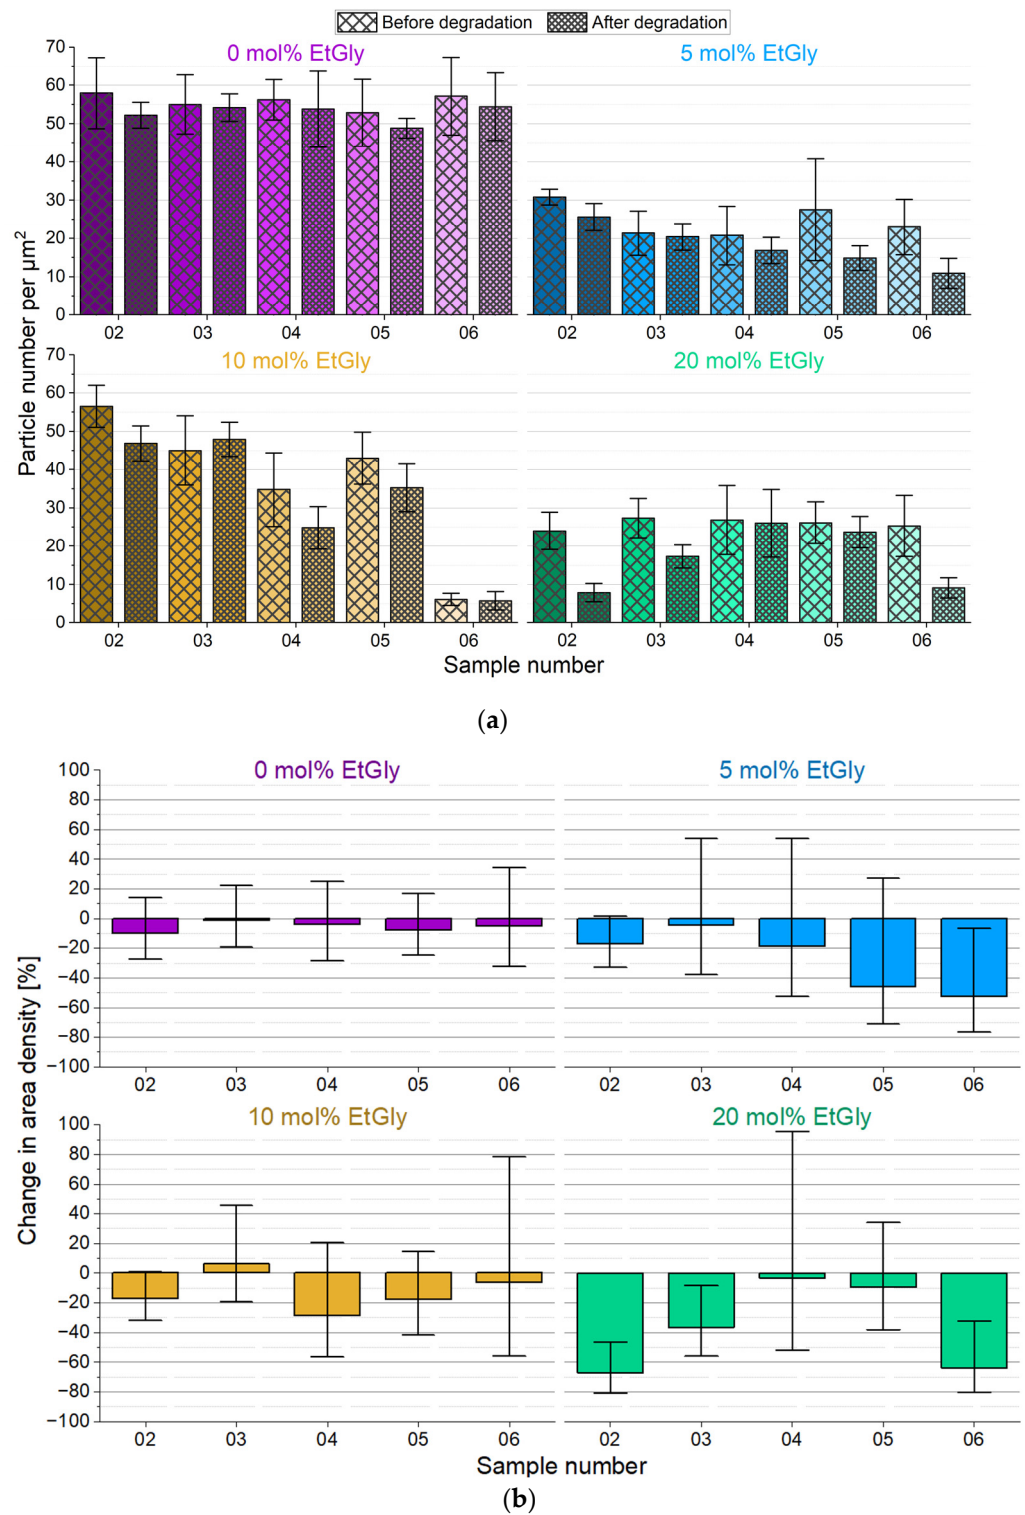 Before degradation After degradation
0 mol% EtGly 5 mol% EtGly
70
60
50
40
30
20
10
0
02 03 04 05 06 02 03 04 05 06
10 mol% EtGly 20 mol% EtGly
70
60
50
40
30
20
10
0
02 03 04 05 06 02 03 04 05 06
Particle number per µm²
Sample number
(a)
0 mol% EtGly 5 mol% EtGly
100
80
60
40
20
0
−20
−40
−60
−80
−100
02 03 04 05 06 02 03 04 05 06
10 mol% EtGly 20 mol% EtGly
100
80
60
40
20
0
−20
−40
−60
−80
−100
02 03 04 05 06 02 03 04 05 06
Change in area density [%]
Sample number
(b)